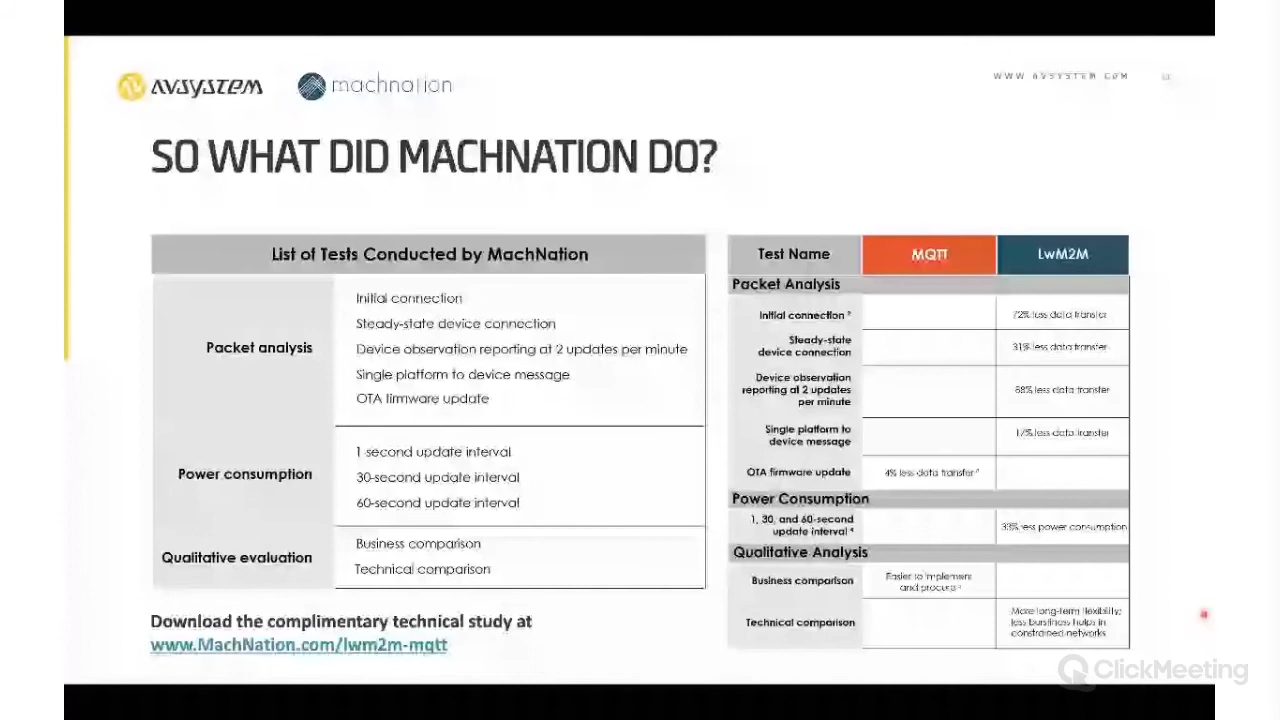 AVSYSTEM
machnation
WWW AVSYSTEM COM
SO WHAT DID MACHNATION DO?
List of Tests Conducted by MachNation
Packet analysis
Initial connection
Steady-state device connection
Device observation reporting at 2 updates per minute
Single platform to device message
OTA firmware update
Power consumption
1-second update interval
30-second update interval
60-second update interval
Qualitative evaluation
Business comparison
Technical comparison
Download the complimentary technical study at
www.MachNation.com/lwm2m-mqtt
Test Name MQTT LwM2M
Packet Analysis
Initial connection
72% less data transfer
Steady-state
device connection
31% less data transfer
Device observation
reporting at 2 updates
per minute
68% less data transfer
Single platform to
device message
17% less data transfer
OTA firmware update
4% less data transfer
Power Consumption
1, 30, and 60-second
update interval
33% less power consumption
Qualitative Analysis
Business comparison
Easier to implement
and procure
Technical comparison
More long-term flexibility;
less burstiness helps in
constrained networks
ClickMeeting